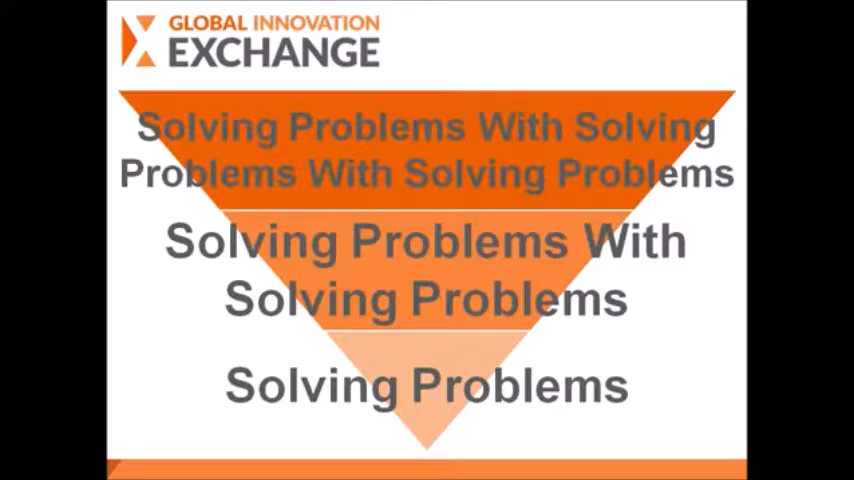 GLOBAL INNOVATION
EXCHANGE
Solving Problems With Solving
Problems With Solving Problems
Solving Problems With
Solving Problems
Solving Problems